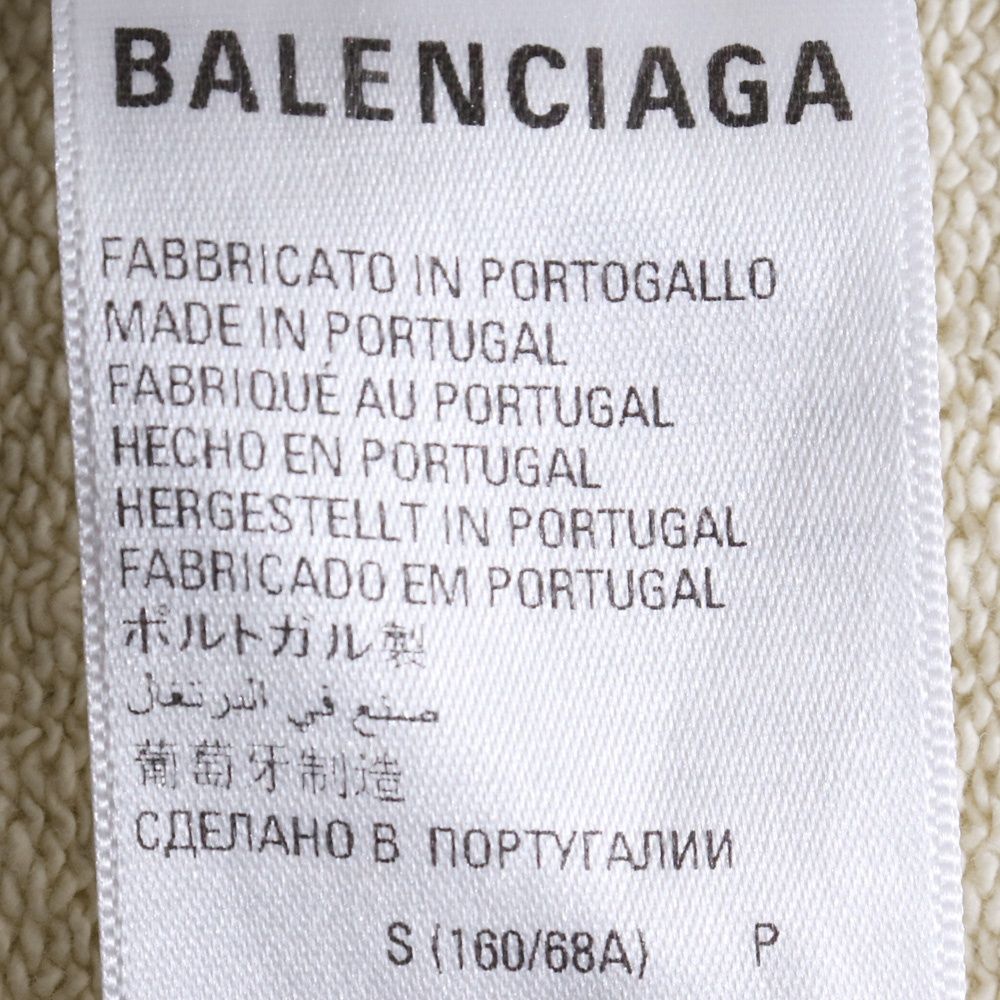 BALENCIAGA
FABBRICATO IN PORTOGALLO
MADE IN PORTUGAL
FABRIQUÉ AU PORTUGAL
HECHO EN PORTUGAL
HERGESTELLT IN PORTUGAL
FABRICADO EM PORTUGAL
ポルトガル製
صنع في البرتغال
葡萄牙制造
СДЕЛАНО В ПОРТУГАЛИИ
S (160/68A) P